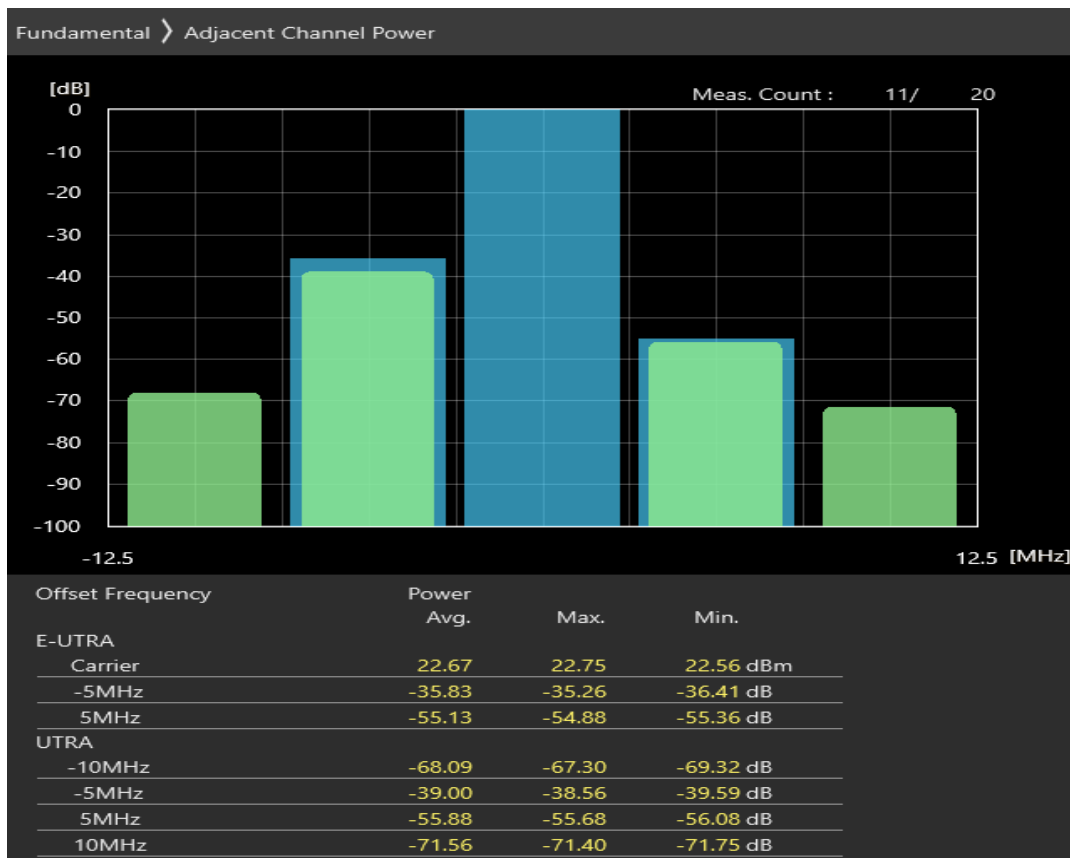 Fundamental 〉 Adjacent Channel Power
[dB]
Meas. Count : 11/ 20
0
-10
-20
-30
-40
-50
-60
-70
-80
-90
-100
-12.5 12.5 [MHz]
Offset Frequency Power
Avg. Max. Min.
E-UTRA
Carrier 22.67 22.75 22.56 dBm
-5MHz -35.83 -35.26 -36.41 dB
5MHz -55.13 -54.88 -55.36 dB
UTRA
-10MHz -68.09 -67.30 -69.32 dB
-5MHz -39.00 -38.56 -39.59 dB
5MHz -55.88 -55.68 -56.08 dB
10MHz -71.56 -71.40 -71.75 dB